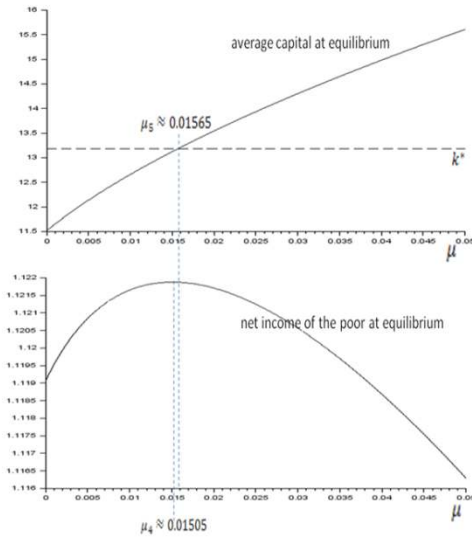 16
15.5
average capital at equilibrium
15
14.5
14
μ₅ ≈ 0.01565
13.5
13
k*
12.5
12
11.5
0 0.005 0.01 0.015 0.02 0.025 0.03 0.035 0.04 0.045 0.05
μ
1.122
1.1215
net income of the poor at equilibrium
1.121
1.1205
1.12
1.1195
1.119
1.1185
1.118
1.1175
1.117
1.1165
1.116
0 0.005 0.01 0.015 0.02 0.025 0.03 0.035 0.04 0.045 0.05
μ
μ₄ ≈ 0.01505